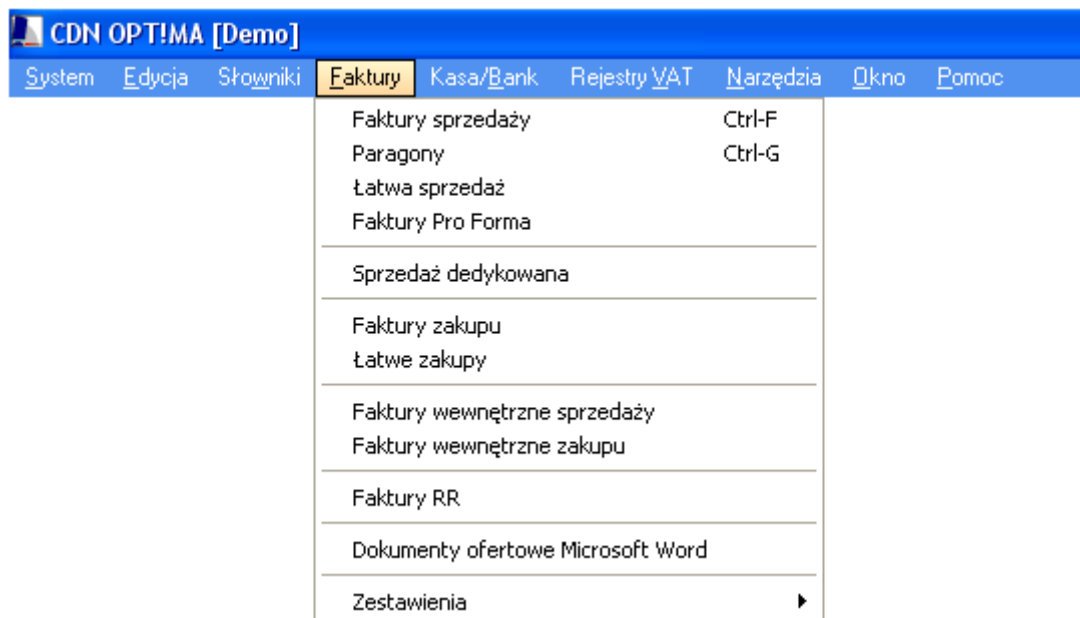 CDN OPT!MA [Demo]
System Edycja Słowniki Faktury Kasa/Bank Rejestry VAT Narzędzia Okno Pomoc
Faktury sprzedaży Ctrl-F
Paragony Ctrl-G
Łatwa sprzedaż
Faktury Pro Forma
Sprzedaż dedykowana
Faktury zakupu
Łatwe zakupy
Faktury wewnętrzne sprzedaży
Faktury wewnętrzne zakupu
Faktury RR
Dokumenty ofertowe Microsoft Word
Zestawienia